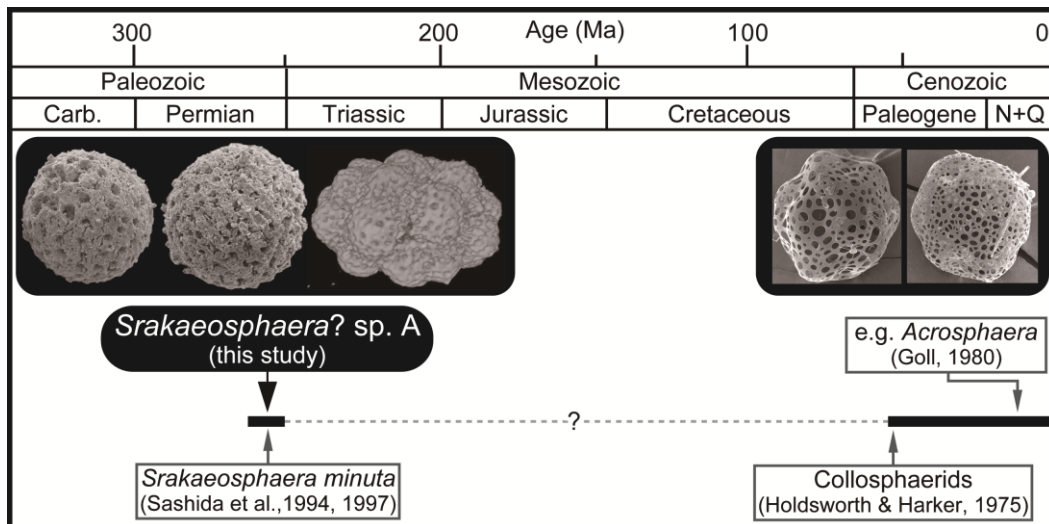 300 200 Age (Ma) 100 0
Paleozoic Mesozoic Cenozoic
Carb. Permian Triassic Jurassic Cretaceous Paleogene N+Q
Srakaeosphaera? sp. A
(this study)
e.g. Acrosphaera
(Goll, 1980)
?
Srakaeosphaera minuta
(Sashida et al.,1994, 1997)
Collosphaerids
(Holdsworth & Harker, 1975)